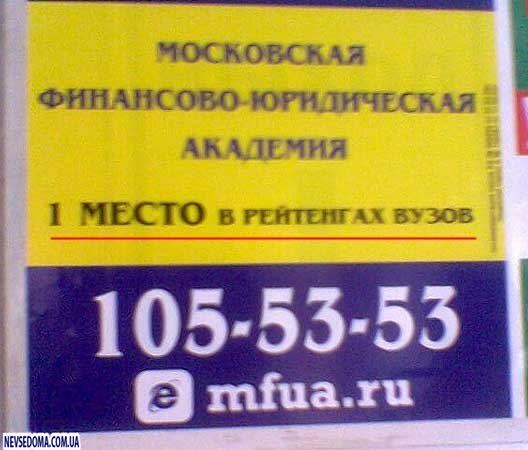 МОСКОВСКАЯ
ФИНАНСОВО-ЮРИДИЧЕСКАЯ
АКАДЕМИЯ
1 МЕСТО В РЕЙТЕНГАХ ВУЗОВ
105-53-53
e mfua.ru
NEVSEDOMA.COM.UA